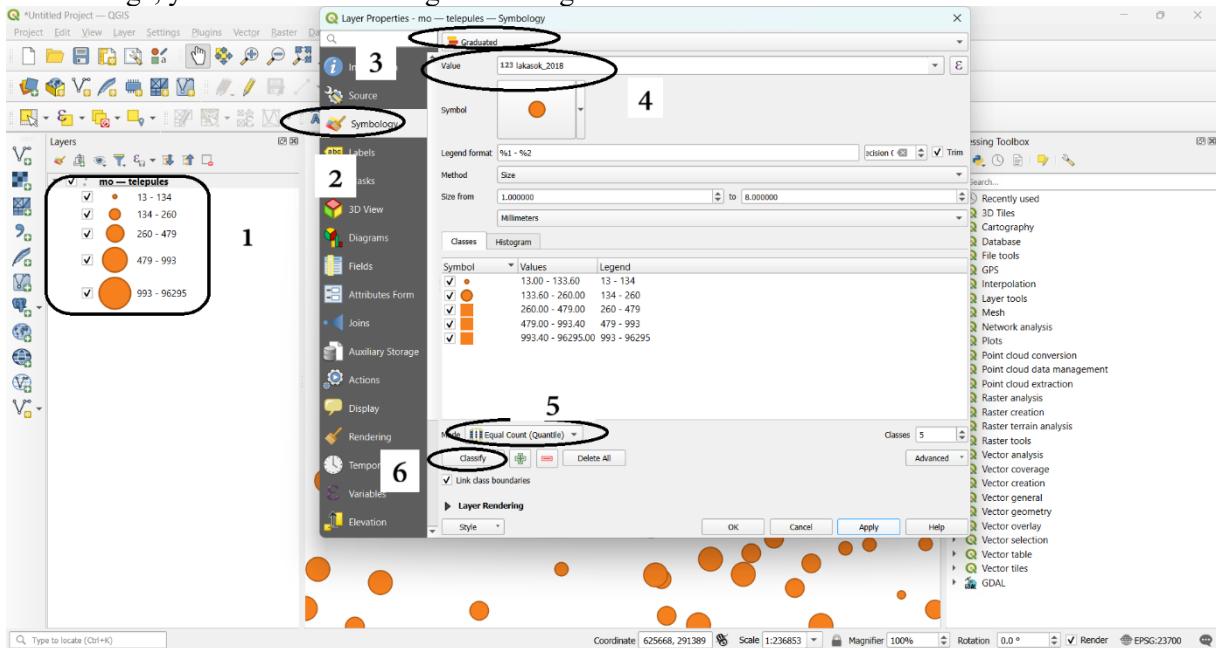 *Untitled Project — QGIS
Project Edit View Layer Settings Plugins Vector Raster
Layers
mo — telepules
13 - 134
134 - 260
260 - 479
479 - 993
993 - 96295
1
Layer Properties - mo — telepules — Symbology
3
2
Source
Symbology
Labels
3D View
Diagrams
Fields
Attributes Form
Joins
Auxiliary Storage
Actions
Display
Rendering
Variables
Elevation
Graduated
Value 123 lakasok_2018 ε
Symbol
4
Legend format %1 - %2 Trim
Method Size
Size from 1.000000 to 8.000000
Millimeters
Classes Histogram
Symbol Values Legend
13.00 - 133.60 13 - 134
133.60 - 260.00 134 - 260
260.00 - 479.00 260 - 479
479.00 - 993.40 479 - 993
993.40 - 96295.00 993 - 96295
5
Mode Equal Count (Quantile) Classes 5
6
Classify Delete All Advanced
Link class boundaries
Layer Rendering
Style OK Cancel Apply Help
Toolbox
Recently used
3D Tiles
Cartography
Database
File tools
GPS
Interpolation
Layer tools
Mesh
Network analysis
Plots
Point cloud conversion
Point cloud data management
Point cloud extraction
Raster analysis
Raster creation
Raster terrain analysis
Raster tools
Vector analysis
Vector coverage
Vector creation
Vector general
Vector geometry
Vector overlay
Vector selection
Vector table
Vector tiles
GDAL
Type to locate (Ctrl+K) Coordinate 625668, 291389 Scale 1:236853 Magnifier 100% Rotation 0.0 ° Render EPSG:23700